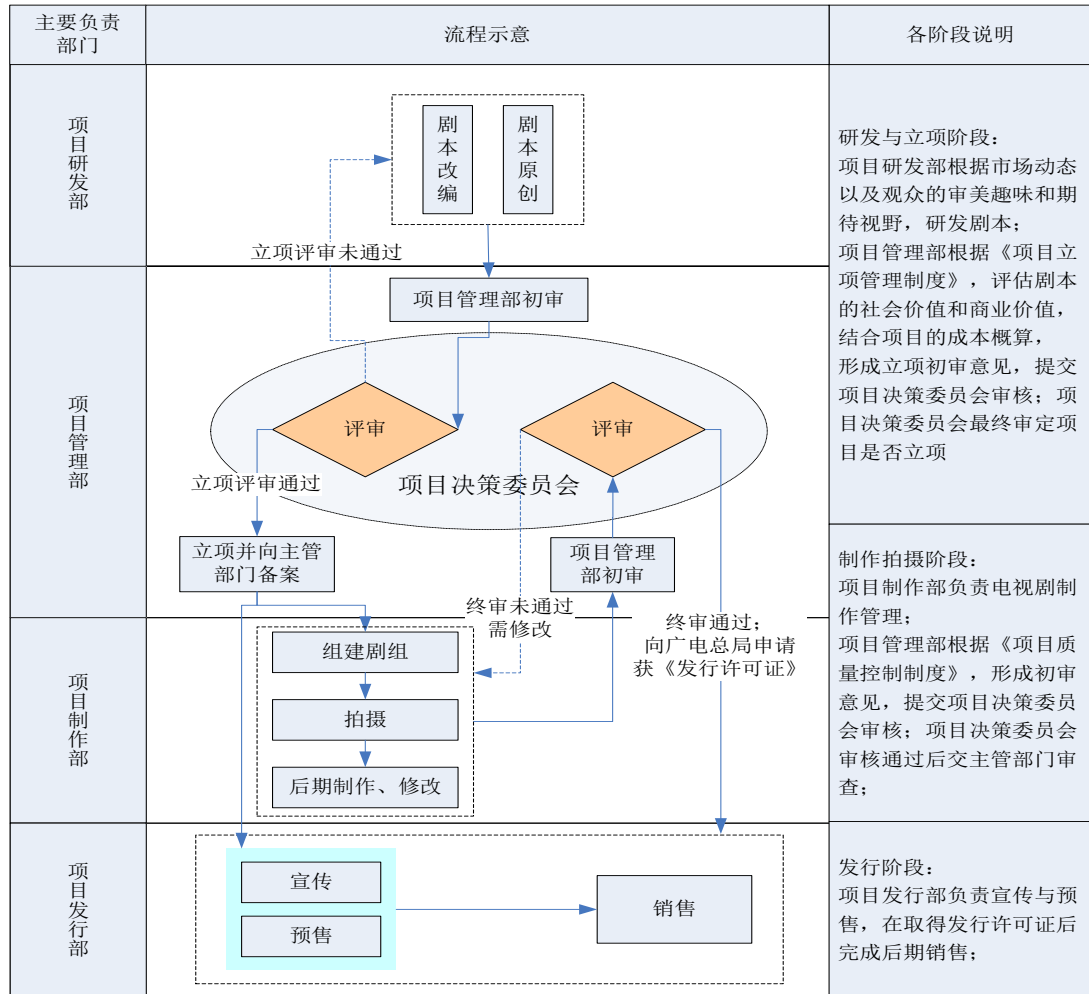 主要负责
部门
流程示意
各阶段说明
项目研发部
剧本改编
剧本原创
立项评审未通过
研发与立项阶段：
项目研发部根据市场动态
以及观众的审美趣味和期
待视野，研发剧本；
项目管理部根据《项目立
项管理制度》，评估剧本
的社会价值和商业价值，
结合项目的成本概算，
形成立项初审意见，提交
项目决策委员会审核；项
目决策委员会最终审定项
目是否立项
项目管理部
项目管理部初审
评审
评审
项目决策委员会
立项评审通过
立项并向主管
部门备案
项目管理
部初审
终审未通过
需修改
终审通过；
向广电总局申请
获《发行许可证》
制作拍摄阶段：
项目制作部负责电视剧制
作管理；
项目管理部根据《项目质
量控制制度》，形成初审
意见，提交项目决策委员
会审核；项目决策委员会
审核通过后交主管部门审
查；
项目制作部
组建剧组
拍摄
后期制作、修改
项目发行部
宣传
预售
销售
发行阶段：
项目发行部负责宣传与预
售，在取得发行许可证后
完成后期销售；